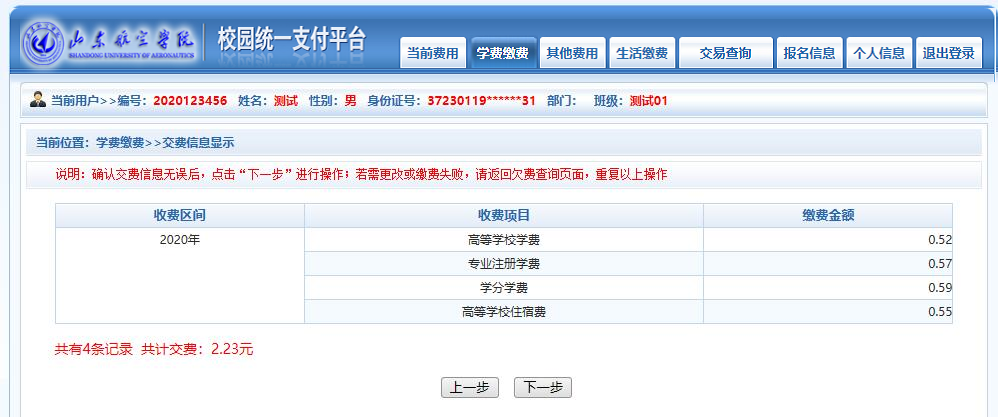 山东航空学院
SHANDONG UNIVERSITY OF AERONAUTICS
校园统一支付平台
当前费用 学费缴费 其他费用 生活缴费 交易查询 报名信息 个人信息 退出登录
当前用户>>编号：2020123456 姓名：测试 性别：男 身份证号：37230119******31 部门： 班级：测试01
当前位置：学费缴费>>交费信息显示
说明：确认交费信息无误后，点击“下一步”进行操作；若需更改或缴费失败，请返回欠费查询页面，重复以上操作
收费区间 收费项目 缴费金额
2020年 高等学校学费 0.52
专业注册学费 0.57
学分学费 0.59
高等学校住宿费 0.55
共有4条记录 共计交费：2.23元
上一步 下一步